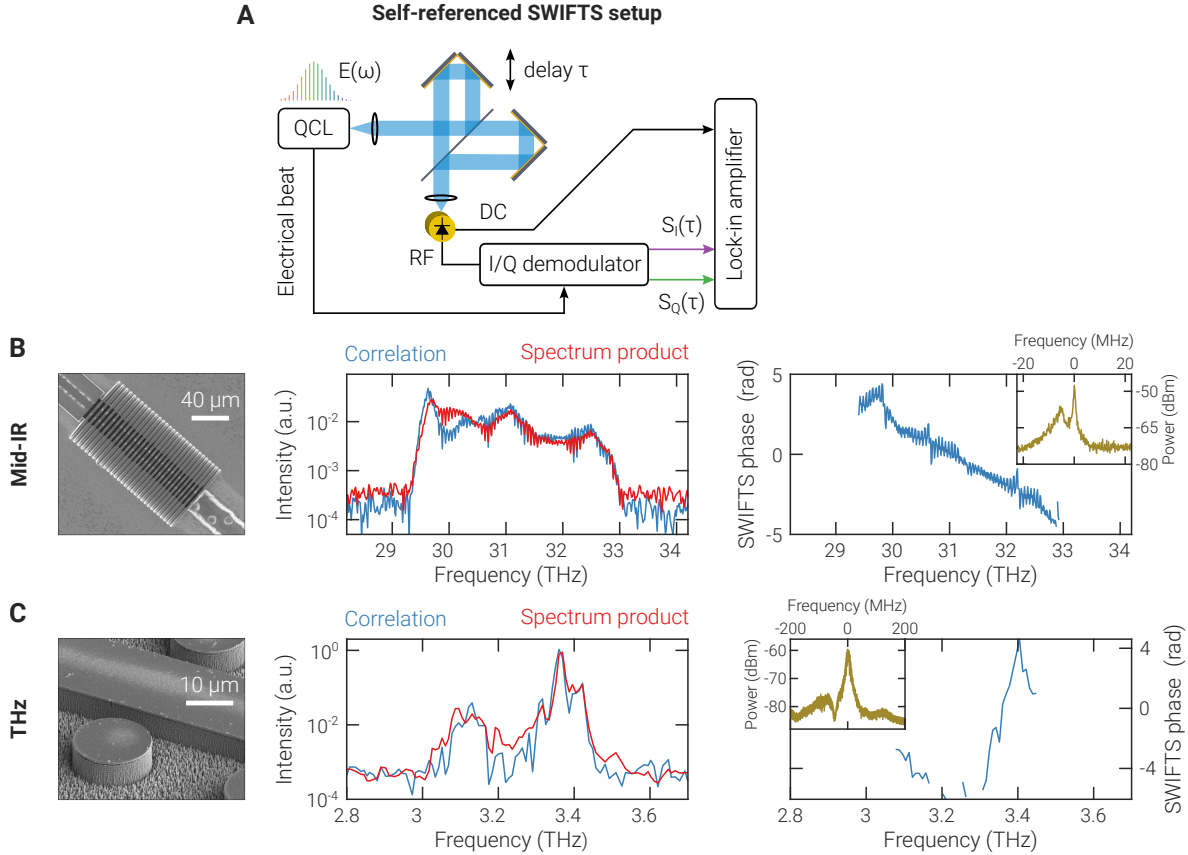 A
Self-referenced SWIFTS setup
E(ω)
delay τ
QCL
Electrical beat
DC
RF
I/Q demodulator
S_I(τ)
S_Q(τ)
Lock-in amplifier
B
Mid-IR
40 µm
Correlation
Spectrum product
Intensity (a.u.)
10⁻²
10⁻³
10⁻⁴
29 30 31 32 33 34
Frequency (THz)
SWIFTS phase (rad)
5
0
-5
29 30 31 32 33 34
Frequency (THz)
Frequency (MHz)
-20 0 20
-50
-65
-80
Power (dBm)
C
THz
10 µm
Correlation
Spectrum product
Intensity (a.u.)
10⁰
10⁻²
10⁻⁴
2.8 3 3.2 3.4 3.6
Frequency (THz)
Frequency (MHz)
-200 0 200
Power (dBm)
-60
-70
-80
4
0
-4
SWIFTS phase (rad)
2.8 3 3.2 3.4 3.6
Frequency (THz)